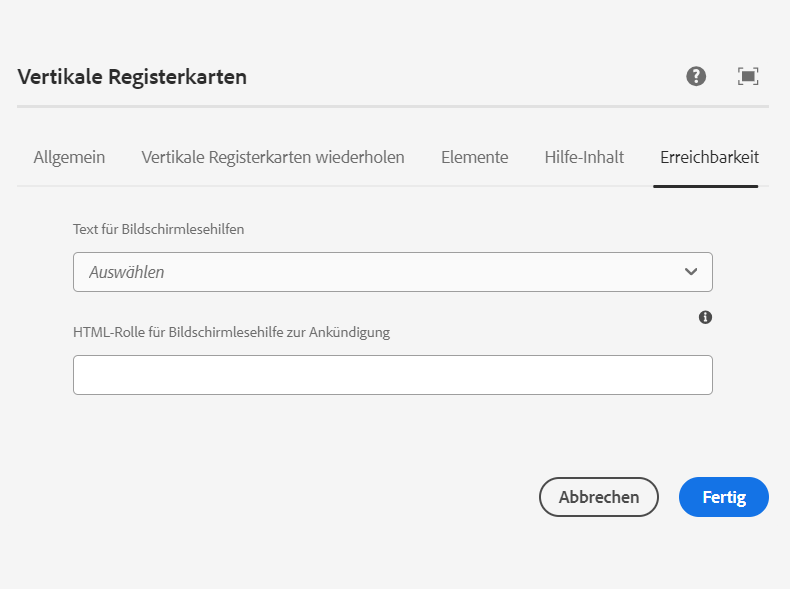 Vertikale Registerkarten
Allgemein Vertikale Registerkarten wiederholen Elemente Hilfe-Inhalt Erreichbarkeit
Text für Bildschirmlesehilfen
Auswählen
HTML-Rolle für Bildschirmlesehilfe zur Ankündigung
Abbrechen Fertig